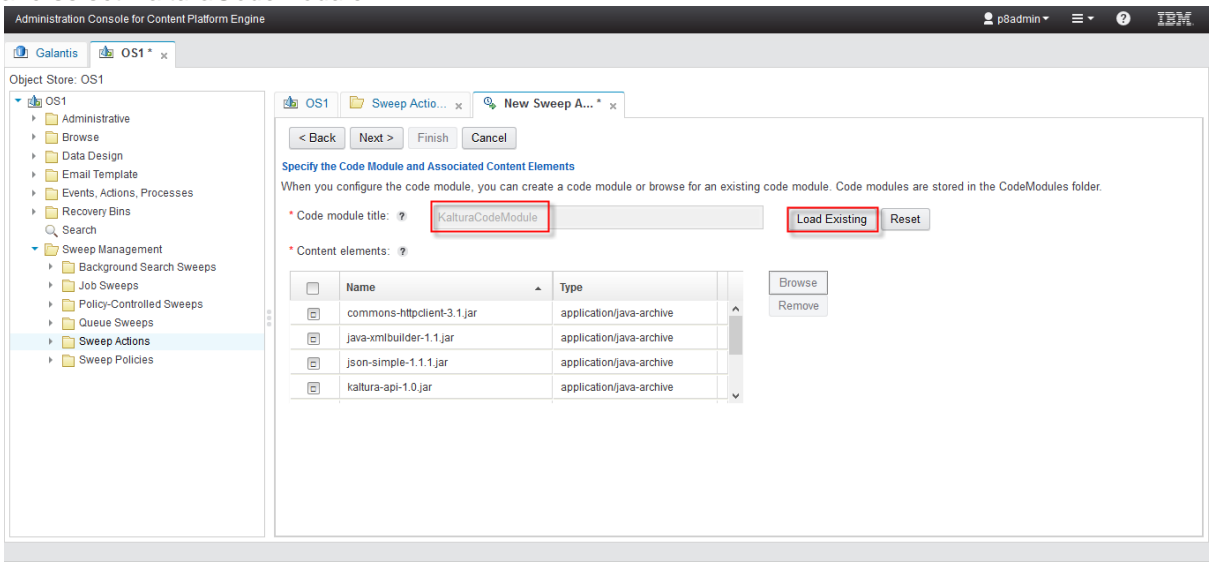 Administration Console for Content Platform Engine
p8admin
?
IBM.
Galantis
OS1 *
x
Object Store: OS1
OS1
Administrative
Browse
Data Design
Email Template
Events, Actions, Processes
Recovery Bins
Search
Sweep Management
Background Search Sweeps
Job Sweeps
Policy-Controlled Sweeps
Queue Sweeps
Sweep Actions
Sweep Policies
OS1
Sweep Actio... x
New Sweep A... * x
< Back
Next >
Finish
Cancel
Specify the Code Module and Associated Content Elements
When you configure the code module, you can create a code module or browse for an existing code module. Code modules are stored in the CodeModules folder.
* Code module title: ?
KalturaCodeModule
Load Existing
Reset
* Content elements: ?
Name Type
commons-httpclient-3.1.jar application/java-archive
java-xmlbuilder-1.1.jar application/java-archive
json-simple-1.1.1.jar application/java-archive
kaltura-api-1.0.jar application/java-archive
Browse
Remove